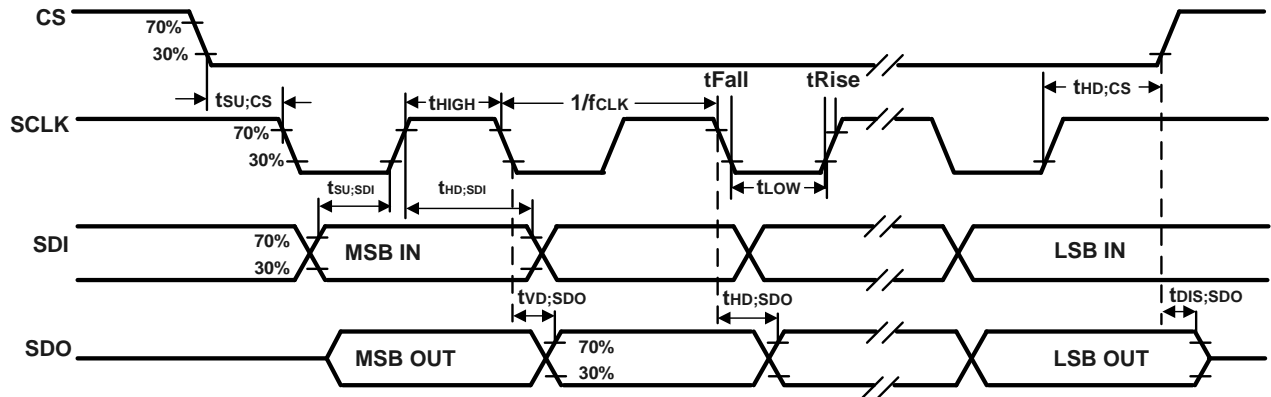 CS
70%
30%
tFall
tRise
tSU;CS
tHIGH
1/fCLK
tHD;CS
SCLK
70%
30%
tSU;SDI
tHD;SDI
tLOW
SDI
70%
30%
MSB IN
LSB IN
tVD;SDO
tHD;SDO
tDIS;SDO
SDO
MSB OUT
70%
30%
LSB OUT